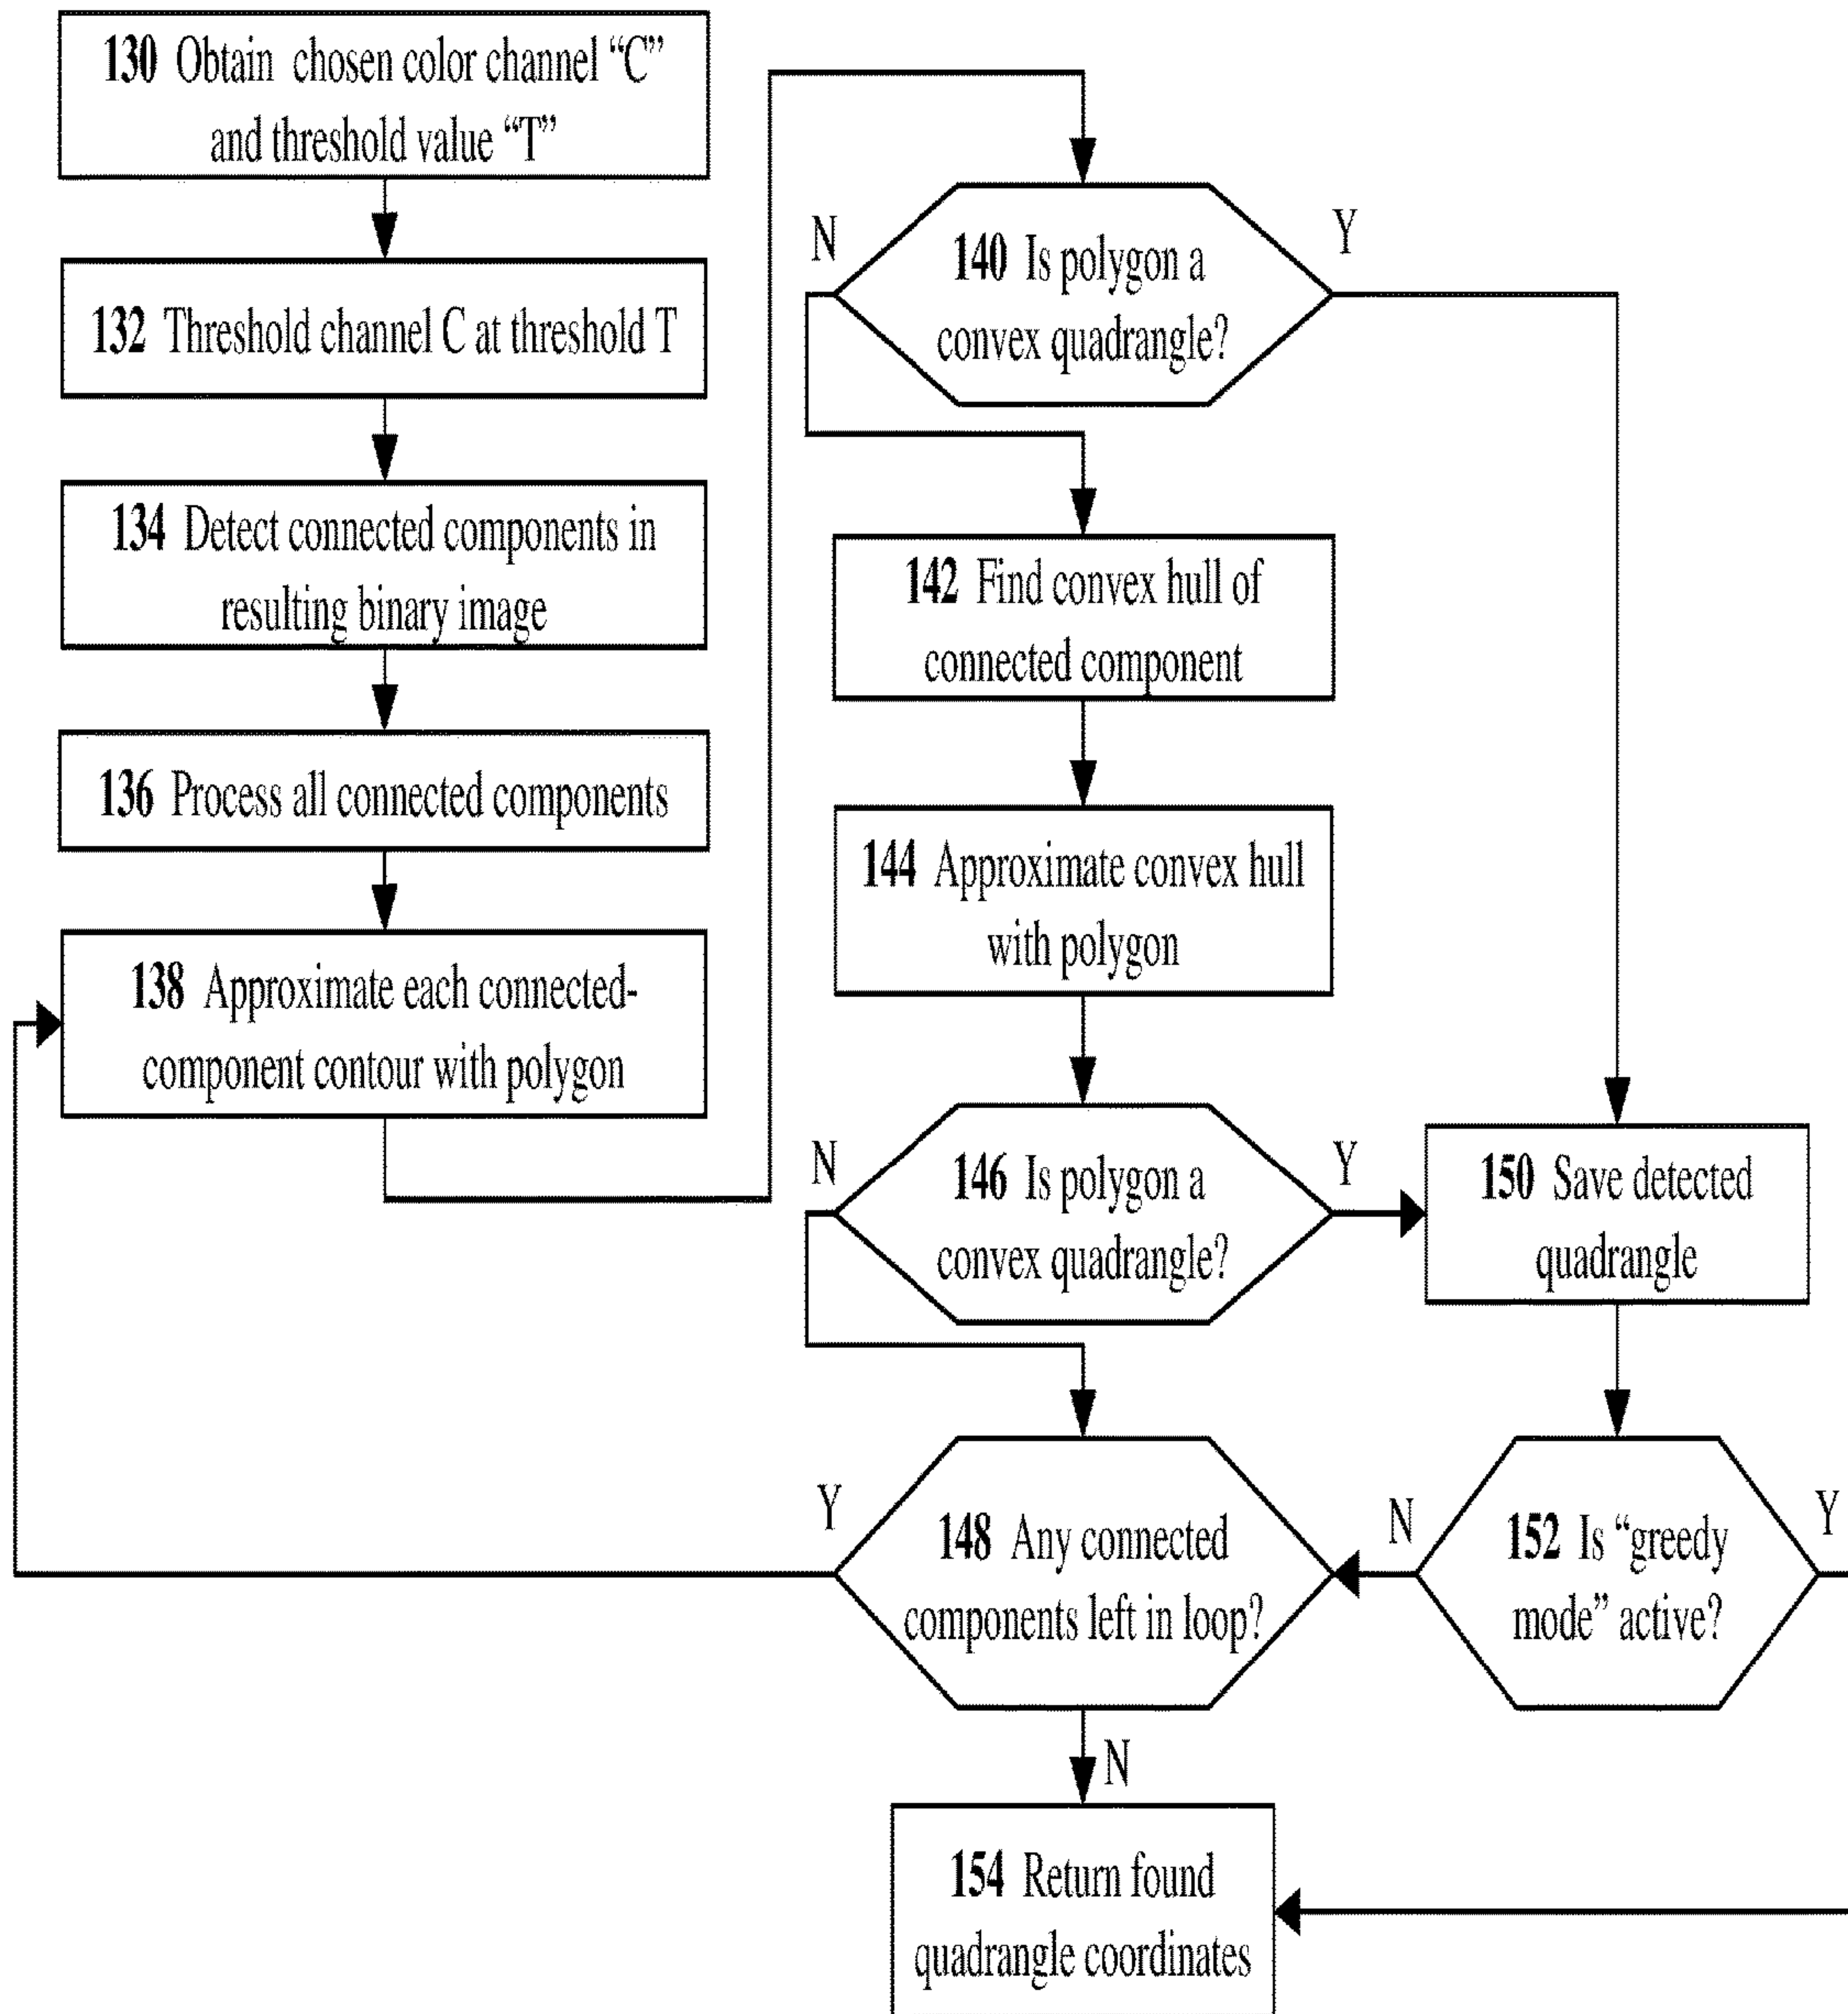 130 Obtain chosen color channel “C”
and threshold value “T”
132 Threshold channel C at threshold T
134 Detect connected components in
resulting binary image
136 Process all connected components
138 Approximate each connected-
component contour with polygon
N
140 Is polygon a
convex quadrangle?
Y
142 Find convex hull of
connected component
144 Approximate convex hull
with polygon
N
146 Is polygon a
convex quadrangle?
Y
150 Save detected
quadrangle
Y
148 Any connected
components left in loop?
N
152 Is “greedy
mode” active?
Y
N
154 Return found
quadrangle coordinates